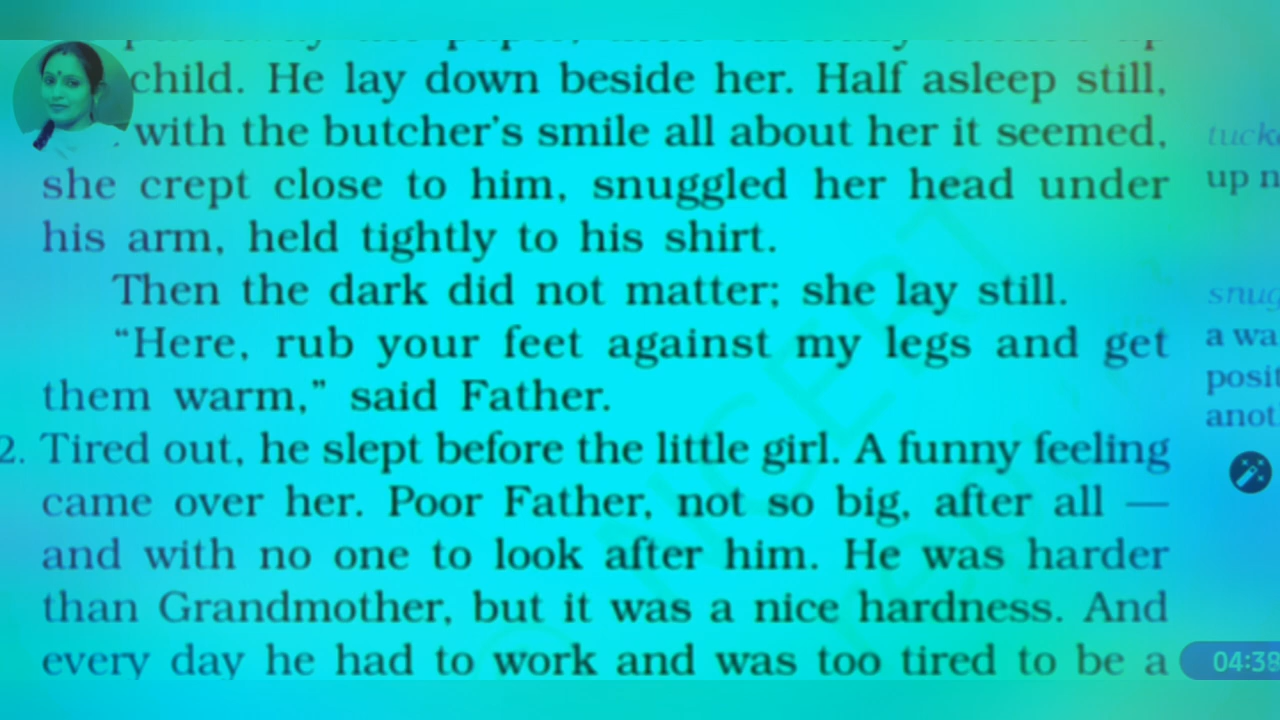 child. He lay down beside her. Half asleep still,
with the butcher's smile all about her it seemed,
she crept close to him, snuggled her head under
his arm, held tightly to his shirt.
Then the dark did not matter; she lay still.
“Here, rub your feet against my legs and get
them warm,” said Father.
2. Tired out, he slept before the little girl. A funny feeling
came over her. Poor Father, not so big, after all —
and with no one to look after him. He was harder
than Grandmother, but it was a nice hardness. And
every day he had to work and was too tired to be a
up n
a wa
posit
anot
04:38